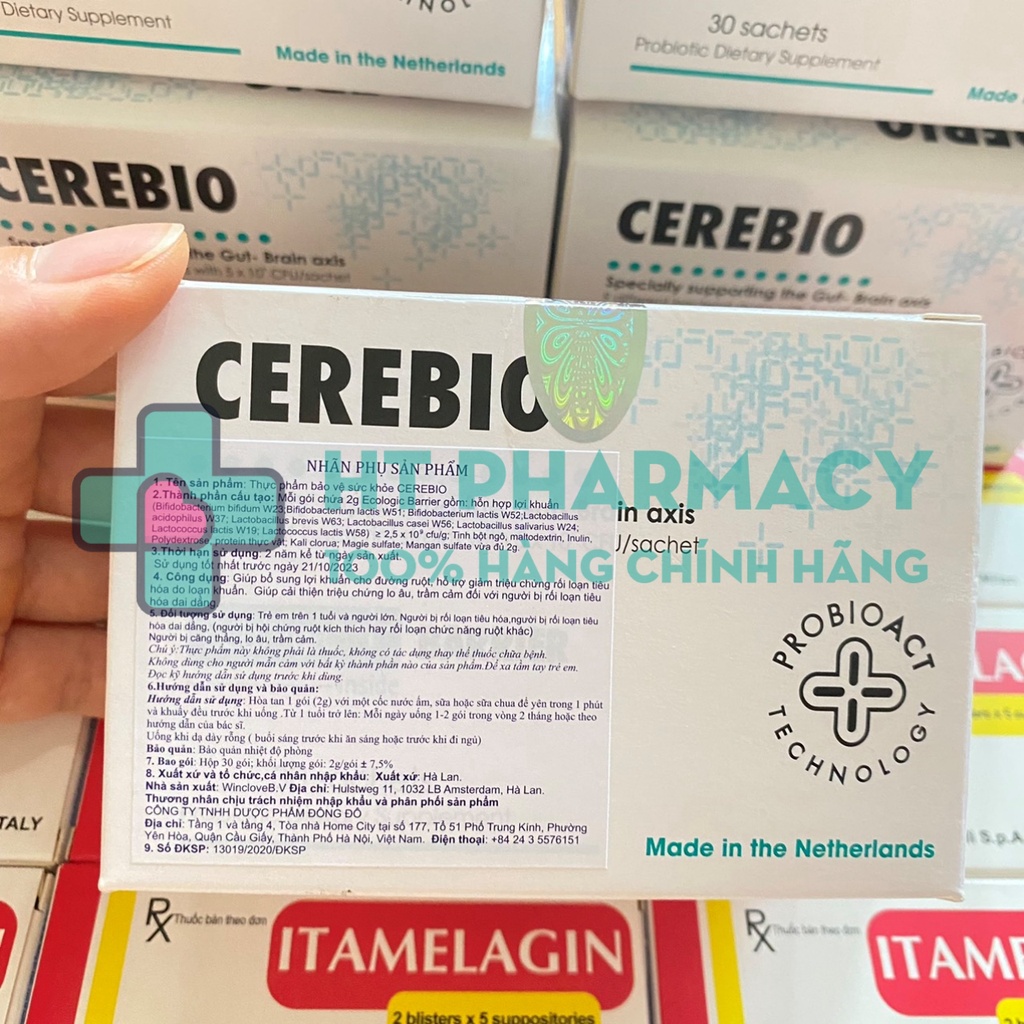 Dietary Supplement
Made in the Netherlands
30 sachets
Probiotic Dietary Supplement
Made
CEREBIO
the Gut- Brain axis
with 5 x 10⁹ CFU/sachet
CEREBIO
Specially supporting the Gut- Brain axis
CEREBIO
in axis
U/sachet
HT PHARMACY
100% HÀNG CHÍNH HÃNG
NHÃN PHỤ SẢN PHẨM
1. Tên sản phẩm: Thực phẩm bảo vệ sức khỏe CEREBIO
2.Thành phần cấu tạo: Mỗi gói chứa 2g Ecologic Barrier gồm: hỗn hợp lợi khuẩn
(Bifidobacterium bifidum W23;Bifidobacterium lactis W51; Bifidobacterium lactis W52;Lactobacillus
acidophilus W37; Lactobacillus brevis W63; Lactobacillus casei W56; Lactobacillus salivarius W24;
Lactococcus lactis W19; Lactococcus lactis W58) ≥ 2,5 x 10⁹ cfu/g; Tinh bột ngô, maltodextrin, Inulin,
Polydextrose, protein thực vật; Kali clorua; Magie sulfate; Mangan sulfate vừa đủ 2g.
3.Thời hạn sử dụng: 2 năm kể từ ngày sản xuất.
Sử dụng tốt nhất trước ngày 21/10/2023
4. Công dụng: Giúp bổ sung lợi khuẩn cho đường ruột, hỗ trợ giảm triệu chứng rối loạn tiêu
hóa do loạn khuẩn. Giúp cải thiện triệu chứng lo âu, trầm cảm đối với người bị rối loạn tiêu
hóa dai dẳng
5. Đối tượng sử dụng: Trẻ em trên 1 tuổi và người lớn. Người bị rối loạn tiêu hóa,người bị rối loạn tiêu
hóa dai dẳng. (người bị hội chứng ruột kích thích hay rối loạn chức năng ruột khác)
Người bị căng thẳng, lo âu, trầm cảm.
Chú ý:Thực phẩm này không phải là thuốc, không có tác dụng thay thế thuốc chữa bệnh.
Không dùng cho người mẫn cảm với bất kỳ thành phần nào của sản phẩm.Để xa tầm tay trẻ em.
Đọc kỹ hướng dẫn sử dụng trước khi dùng.
6.Hướng dẫn sử dụng và bảo quản:
Hướng dẫn sử dụng: Hòa tan 1 gói (2g) với một cốc nước ấm, sữa hoặc sữa chua để yên trong 1 phút
và khuấy đều trước khi uống .Từ 1 tuổi trở lên: Mỗi ngày uống 1-2 gói trong vòng 2 tháng hoặc theo
hướng dẫn của bác sĩ.
Uống khi dạ dày rỗng ( buổi sáng trước khi ăn sáng hoặc trước khi đi ngủ)
Bảo quản: Bảo quản nhiệt độ phòng
7. Bao gói: Hộp 30 gói; khối lượng gói: 2g/gói ± 7,5%
8. Xuất xứ và tổ chức,cá nhân nhập khẩu: Xuất xứ: Hà Lan.
Nhà sản xuất: WincloveB.V Địa chỉ: Hulstweg 11, 1032 LB Amsterdam, Hà Lan.
Thương nhân chịu trách nhiệm nhập khẩu và phân phối sản phẩm
CÔNG TY TNHH DƯỢC PHẨM ĐÔNG ĐÔ
Địa chỉ: Tầng 1 và tầng 4, Tòa nhà Home City tại số 177, Tổ 51 Phố Trung Kính, Phường
Yên Hòa, Quận Cầu Giấy, Thành Phố Hà Nội, Việt Nam. Điện thoại: +84 24 3 5576151
9. Số ĐKSP: 13019/2020/ĐKSP
PROBIOACT
TECHNOLOGY
Made in the Netherlands
TALY
Rx Thuốc bán theo đơn
ITAMELAGIN
2 blisters x 5 suppositories
Rx Thuốc bán theo đơn
ITAME